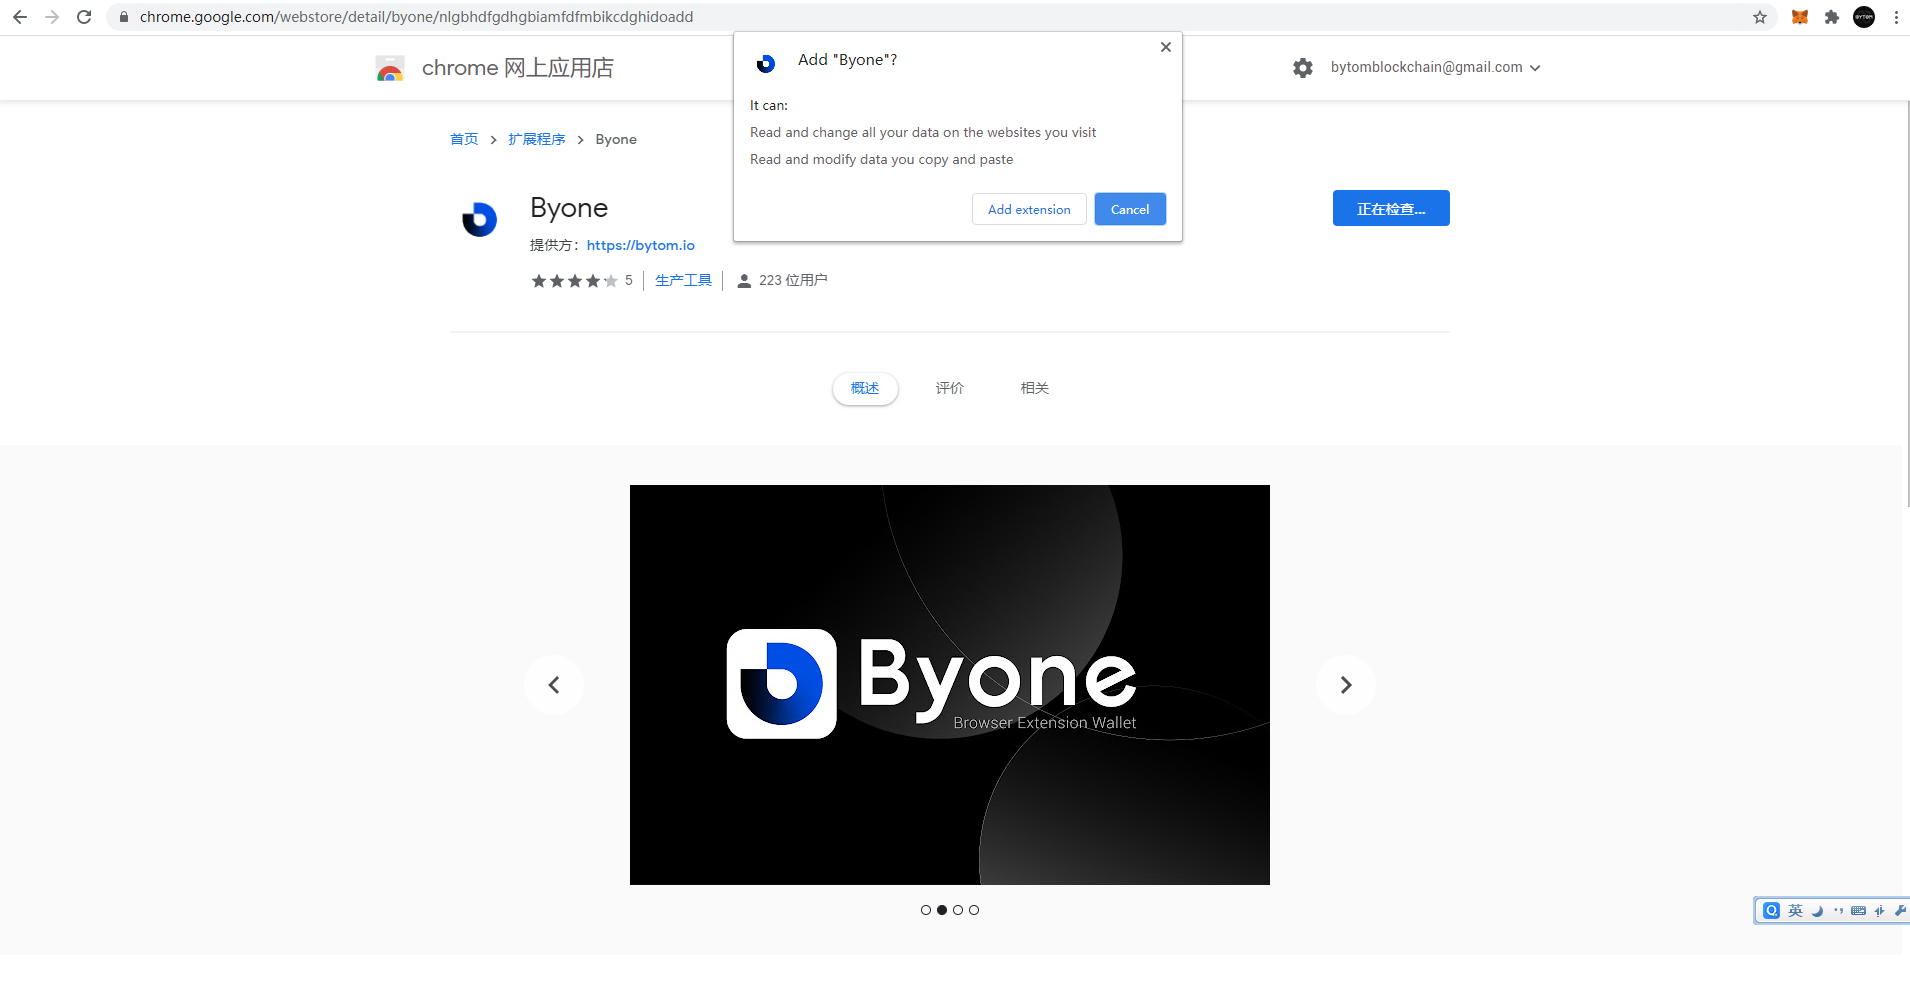 chrome.google.com/webstore/detail/byone/nlgbhdfgdhgbiamfdfmbikcdghidoadd
BYTOM
chrome 网上应用店
bytomblockchain@gmail.com
Add "Byone"?
It can:
Read and change all your data on the websites you visit
Read and modify data you copy and paste
Add extension
Cancel
首页 > 扩展程序 > Byone
Byone
正在检查...
提供方: https://bytom.io
5
生产工具
223 位用户
概述
评价
相关
Byone
Browser Extension Wallet
英